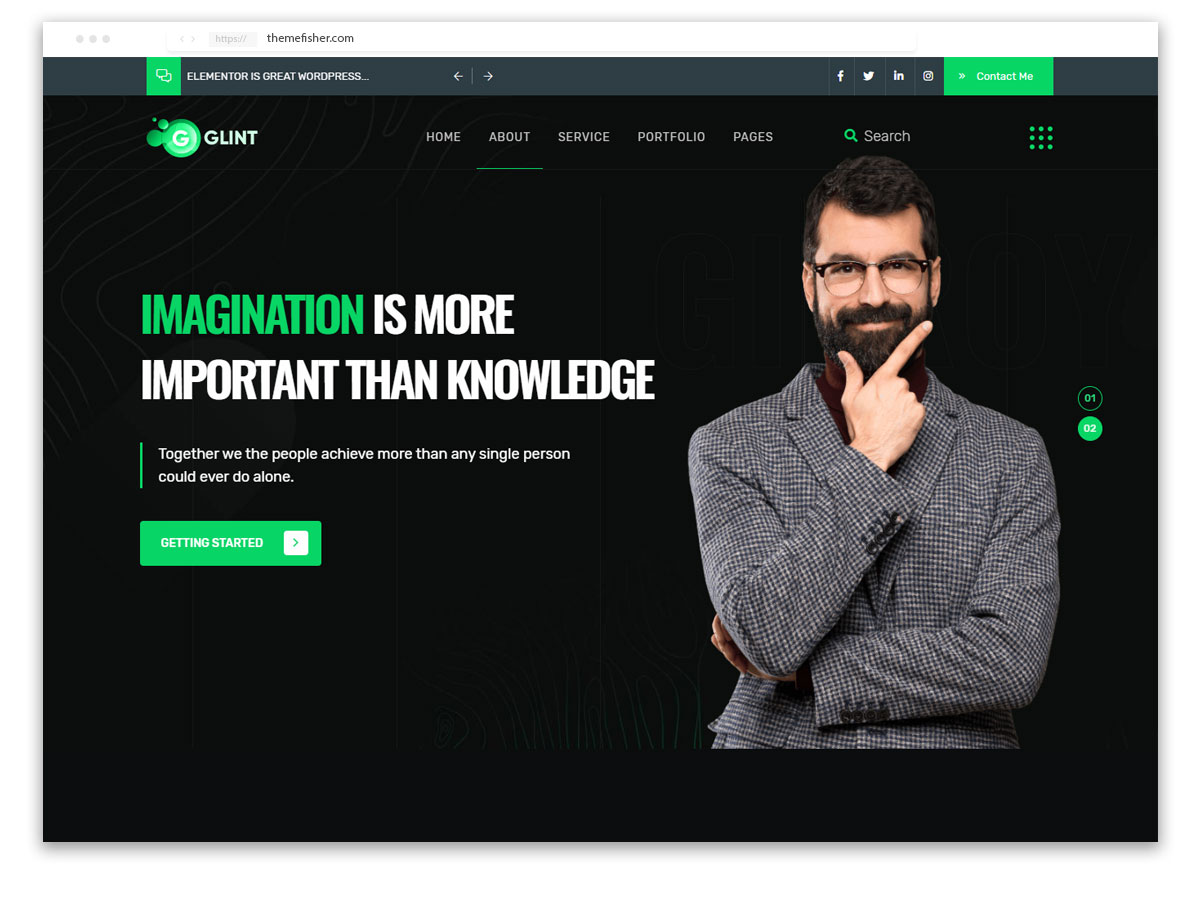 https:// themefisher.com
ELEMENTOR IS GREAT WORDPRESS...
Contact Me
G GLINT
HOME ABOUT SERVICE PORTFOLIO PAGES Search
IMAGINATION IS MORE
IMPORTANT THAN KNOWLEDGE
01
02
Together we the people achieve more than any single person
could ever do alone.
GETTING STARTED